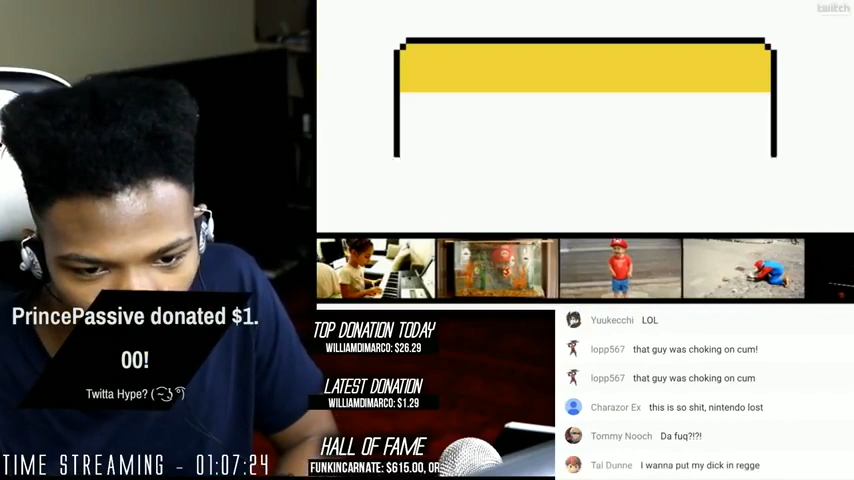 twitch
PrincePassive donated $1.
00!
Twitta Hype? ( ͡° ͜ʖ ͡°)
TIME STREAMING - 01:07:24
TOP DONATION TODAY
WILLIAMDIMARCO: $26.29
LATEST DONATION
WILLIAMDIMARCO: $1.29
HALL OF FAME
FUNKINCARNATE: $615.00, OR
Yuukecchi LOL
lopp567 that guy was choking on cum!
lopp567 that guy was choking on cum
Charazor Ex this is so shit, nintendo lost
Tommy Nooch Da fuq?!?!
Tal Dunne I wanna put my dick in regge